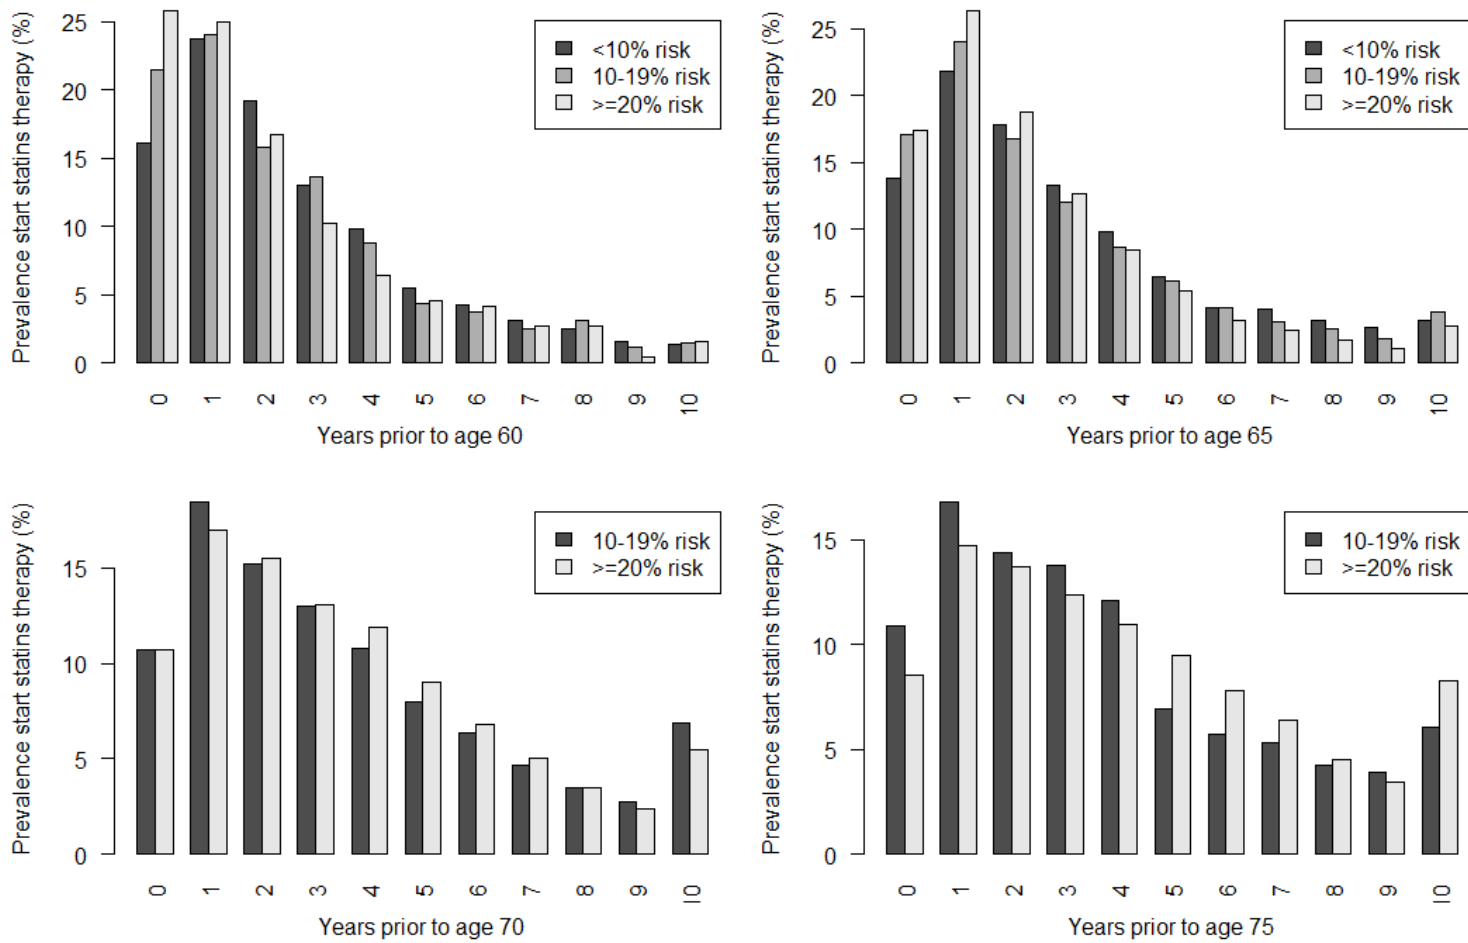 Prevalence start statins therapy (%)
25
20
15
10
5
0
<10% risk
10-19% risk
>=20% risk
0 1 2 3 4 5 6 7 8 9 10
Years prior to age 60
Prevalence start statins therapy (%)
25
20
15
10
5
0
<10% risk
10-19% risk
>=20% risk
0 1 2 3 4 5 6 7 8 9 10
Years prior to age 65
Prevalence start statins therapy (%)
15
10
5
0
10-19% risk
>=20% risk
0 1 2 3 4 5 6 7 8 9 10
Years prior to age 70
Prevalence start statins therapy (%)
15
10
5
0
10-19% risk
>=20% risk
0 1 2 3 4 5 6 7 8 9 10
Years prior to age 75